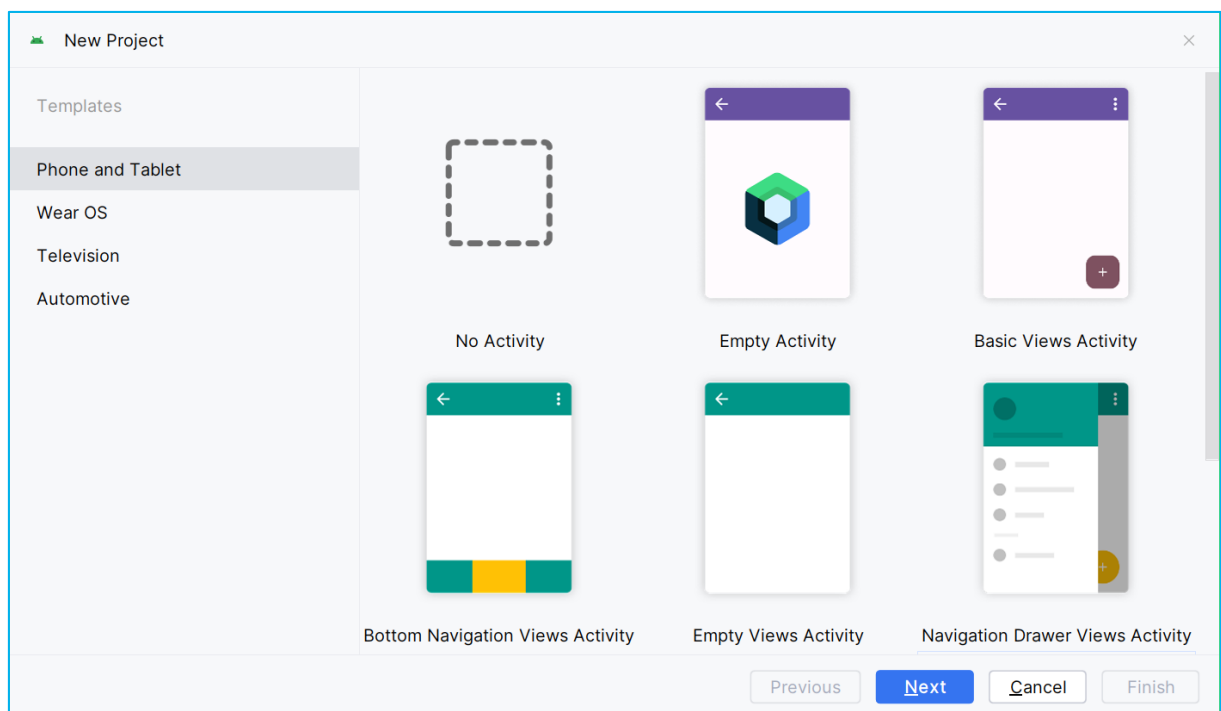 New Project
Templates
Phone and Tablet
Wear OS
Television
Automotive
No Activity
Empty Activity
Basic Views Activity
Bottom Navigation Views Activity
Empty Views Activity
Navigation Drawer Views Activity
Previous
Next
Cancel
Finish